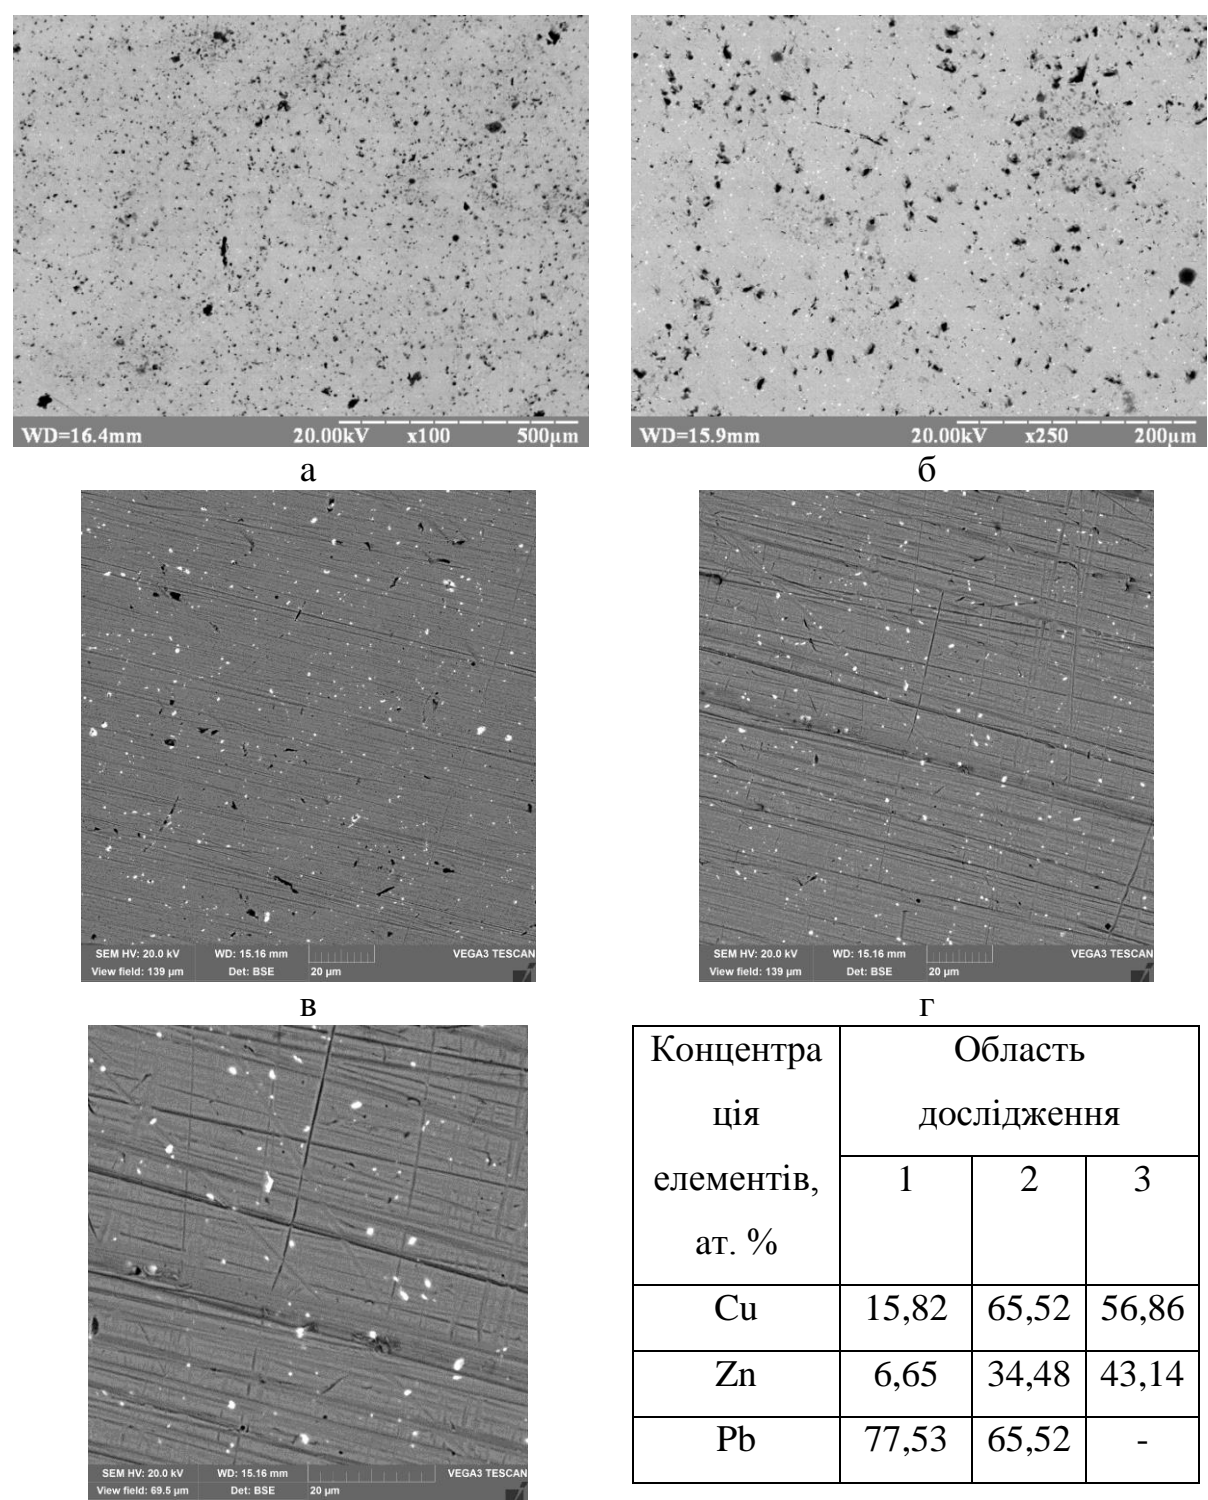 WD=16.4mm 20.00kV x100 500µm
WD=15.9mm 20.00kV x250 200µm
а
б
SEM HV: 20.0 kV WD: 15.16 mm VEGA3 TESCAN
View field: 139 µm Det: BSE 20 µm
SEM HV: 20.0 kV WD: 15.16 mm VEGA3 TESCAN
View field: 139 µm Det: BSE 20 µm
в
г
SEM HV: 20.0 kV WD: 15.16 mm VEGA3 TESCAN
View field: 69.5 µm Det: BSE 20 µm
Концентра
ція
елементів,
ат. %
Область
дослідження
1 2 3
Cu 15,82 65,52 56,86
Zn 6,65 34,48 43,14
Pb 77,53 65,52 -